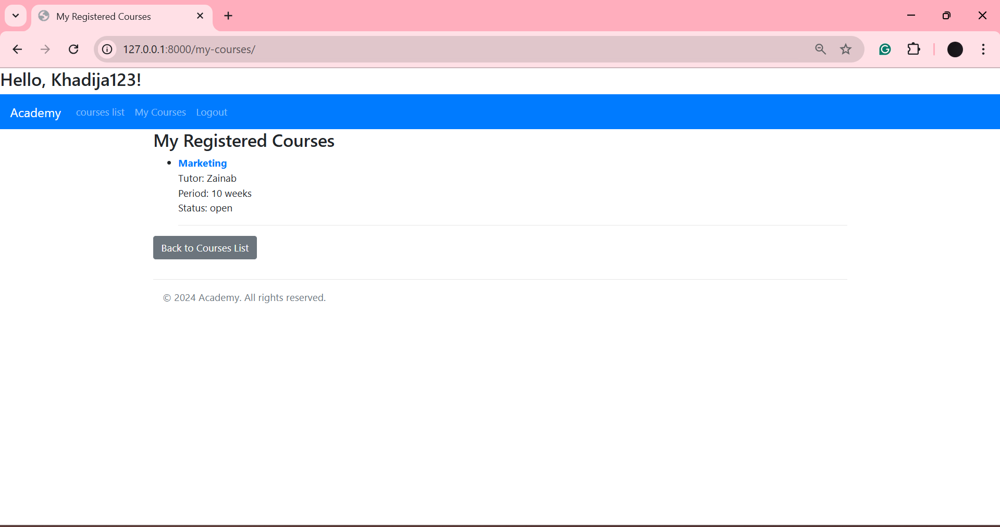 My Registered Courses
127.0.0.1:8000/my-courses/
Hello, Khadija123!
Academy courses list My Courses Logout
My Registered Courses
Marketing
Tutor: Zainab
Period: 10 weeks
Status: open
Back to Courses List
© 2024 Academy. All rights reserved.